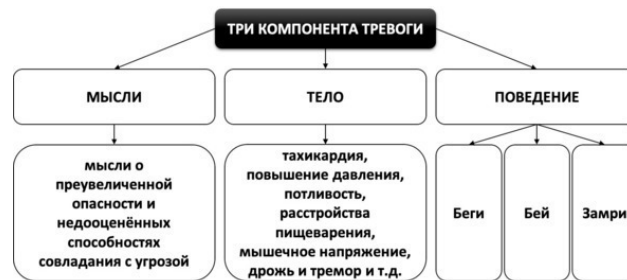 ТРИ КОМПОНЕНТА ТРЕВОГИ
МЫСЛИ
ТЕЛО
ПОВЕДЕНИЕ
мысли о
преувеличенной
опасности и
недооценённых
способностях
совладания с угрозой
тахикардия,
повышение давления,
потливость,
расстройства
пищеварения,
мышечное напряжение,
дрожь и тремор и т.д.
Беги
Бей
Замри